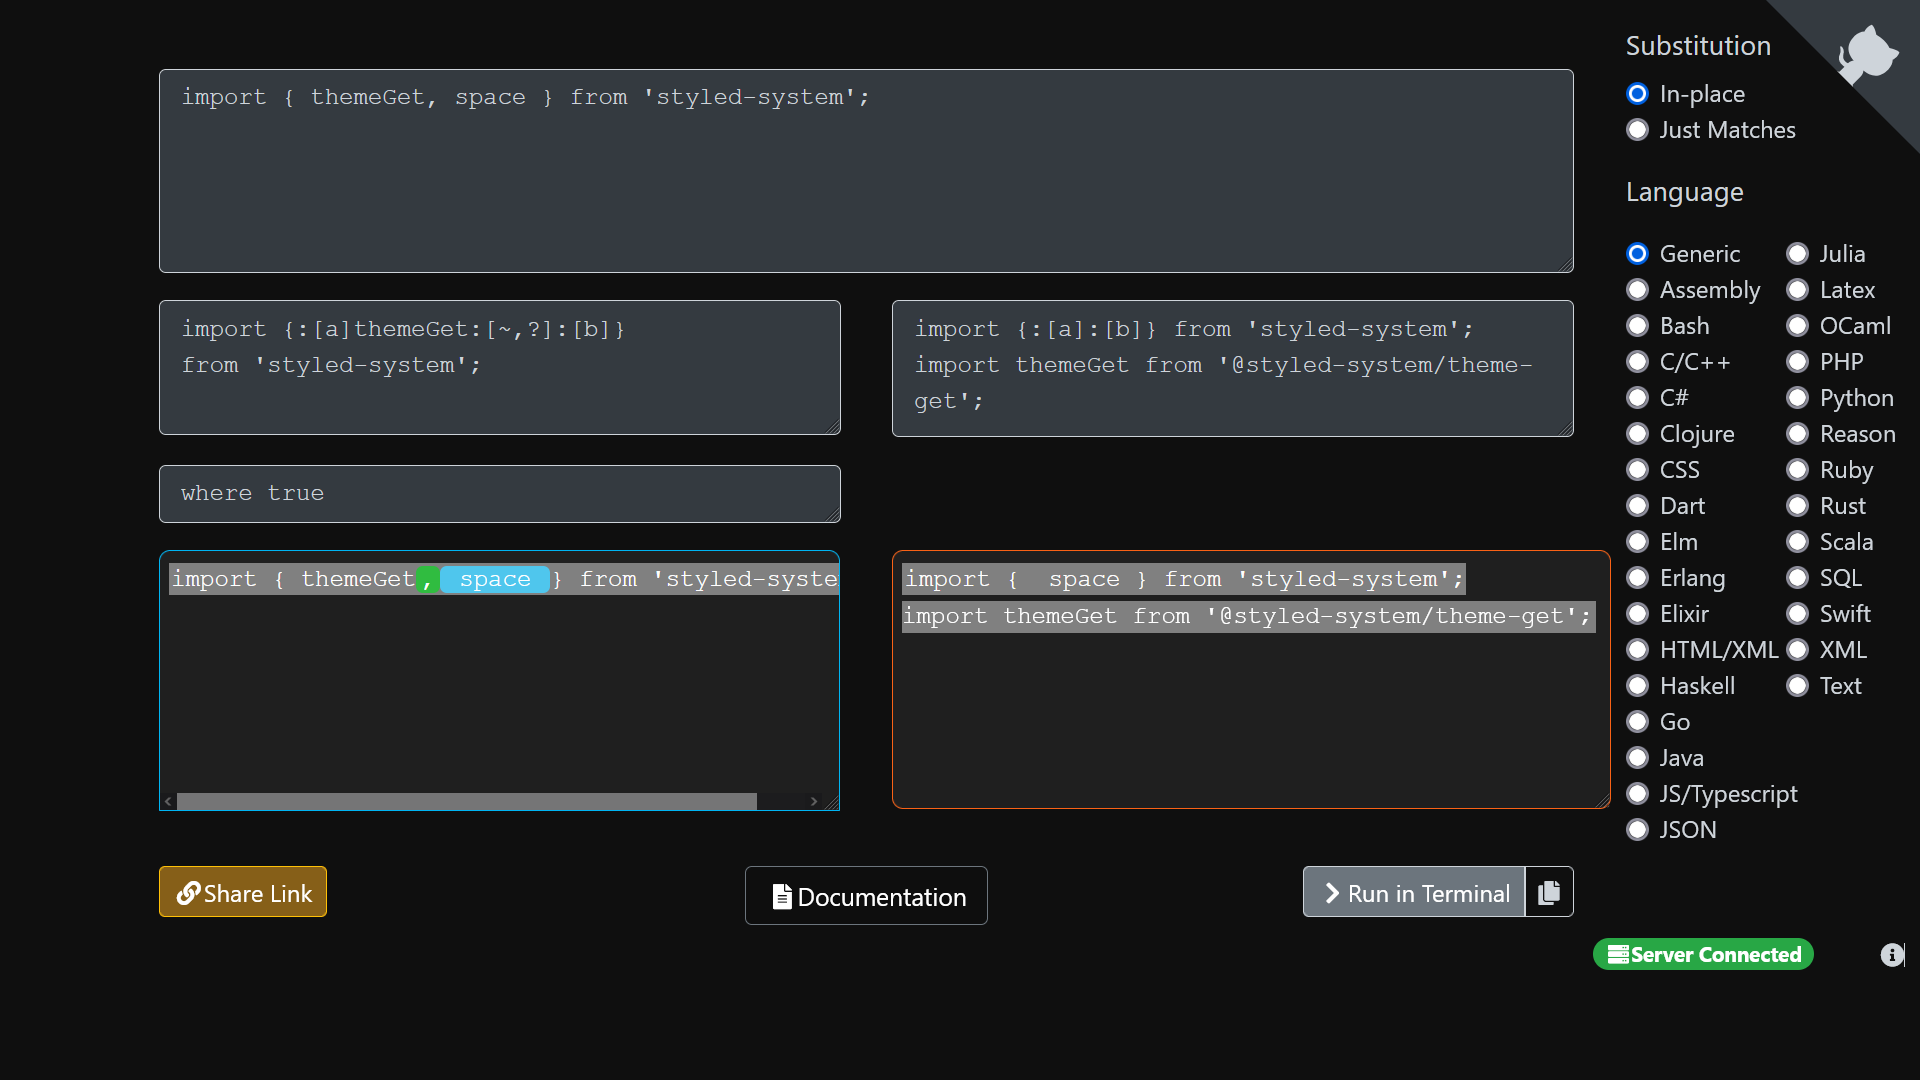 import { themeGet, space } from 'styled-system';
import {:[a]themeGet:[~,?]:[b]}
from 'styled-system';
import {:[a]:[b]} from 'styled-system';
import themeGet from '@styled-system/theme-
get';
where true
import { themeGet, space } from 'styled-syste
import {  space } from 'styled-system';
import themeGet from '@styled-system/theme-get';
Share Link
Documentation
Run in Terminal
Substitution
In-place
Just Matches
Language
Generic
Assembly
Bash
C/C++
C#
Clojure
CSS
Dart
Elm
Erlang
Elixir
HTML/XML
Haskell
Go
Java
JS/Typescript
JSON
Julia
Latex
OCaml
PHP
Python
Reason
Ruby
Rust
Scala
SQL
Swift
XML
Text
Server Connected